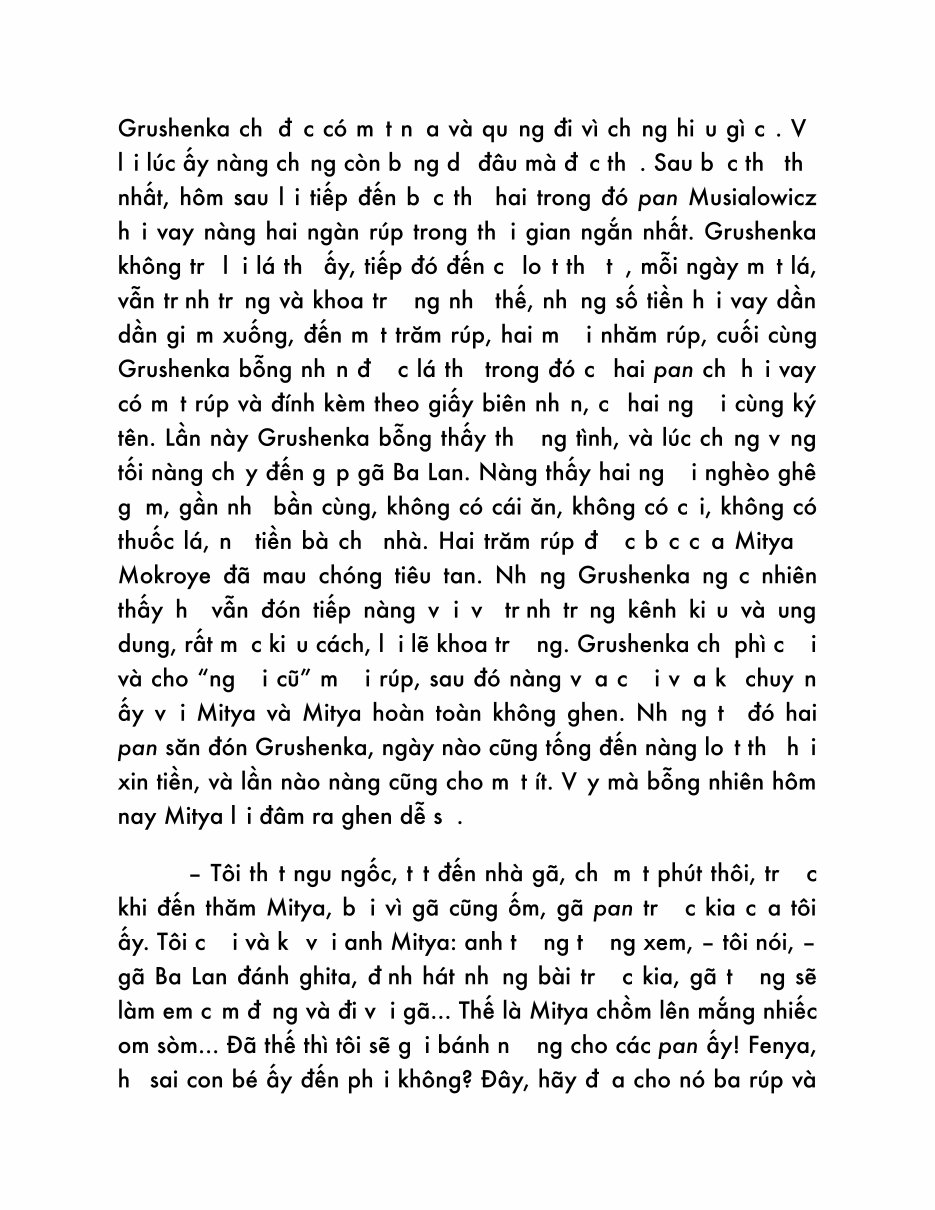 Grushenka ch đ c có m t n a và qu ng đi vì ch ng hi u gì c . V
l i lúc ấy nàng ch ng còn b ng d đâu mà đ c th . Sau b c th th
nhất, hôm sau l i tiếp đến b c th hai trong đó pan Musialowicz
h i vay nàng hai ngàn rúp trong th i gian ngắn nhất. Grushenka
không tr l i lá th ấy, tiếp đó đến c lo t th t , mỗi ngày m t lá,
vẫn tr nh tr ng và khoa tr ng nh thế, nh ng số tiền h i vay dần
dần gi m xuống, đến m t trăm rúp, hai m i nhăm rúp, cuối cùng
Grushenka bỗng nh n đ c lá th trong đó c hai pan ch h i vay
có m t rúp và đính kèm theo giấy biên nh n, c hai ng i cùng ký
tên. Lần này Grushenka bỗng thấy th ng tình, và lúc ch ng v ng
tối nàng ch y đến g p gã Ba Lan. Nàng thấy hai ng i nghèo ghê
g m, gần nh bần cùng, không có cái ăn, không có c i, không có
thuốc lá, n tiền bà ch nhà. Hai trăm rúp đ c b c c a Mitya
Mokroye đã mau chóng tiêu tan. Nh ng Grushenka ng c nhiên
thấy h vẫn đón tiếp nàng v i v tr nh tr ng kênh ki u và ung
dung, rất m c ki u cách, l i lẽ khoa tr ng. Grushenka ch phì c i
và cho “ng i cũ” m i rúp, sau đó nàng v a c i v a k chuy n
ấy v i Mitya và Mitya hoàn toàn không ghen. Nh ng t đó hai
pan săn đón Grushenka, ngày nào cũng tống đến nàng lo t th h i
xin tiền, và lần nào nàng cũng cho m t ít. V y mà bỗng nhiên hôm
nay Mitya l i đâm ra ghen dễ s .
– Tôi th t ngu ngốc, t t đến nhà gã, ch m t phút thôi, tr c
khi đến thăm Mitya, b i vì gã cũng ốm, gã pan tr c kia c a tôi
ấy. Tôi c i và k v i anh Mitya: anh t ng t ng xem, – tôi nói, –
gã Ba Lan đánh ghita, đ nh hát nh ng bài tr c kia, gã t ng sẽ
làm em c m đ ng và đi v i gã... Thế là Mitya chồm lên mắng nhiếc
om sòm... Đã thế thì tôi sẽ g i bánh n ng cho các pan ấy! Fenya,
h sai con bé ấy đến ph i không? Đây, hãy đ a cho nó ba rúp và